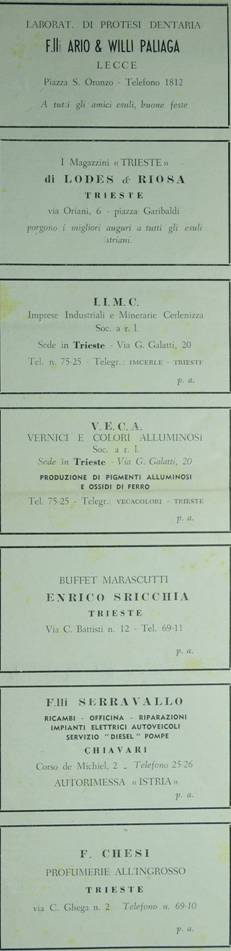 LABORAT. DI PROTESI DENTARIA
F.lli ARIO & WILLI PALIAGA
LECCE
Piazza S. Oronzo - Telefono 1812
A tutti gli amici esuli, buone feste
I Magazzini « TRIESTE »
di LODES & RIOSA
TRIESTE
via Oriani, 6 - piazza Garibaldi
porgono i migliori auguri a tutti gli esuli
istriani.
I.I.M.C.
Imprese Industriali e Minerarie Cerlenizza
Soc. a r. l.
Sede in Trieste - Via G. Galatti, 20
Tel. n. 75-25 - Telegr.: IMCERLE - TRIESTE
p. a.
V.E.C.A.
VERNICI E COLORI ALLUMINOSI
Soc. a r. l.
Sede in Trieste - Via G. Galatti, 20
PRODUZIONE DI PIGMENTI ALLUMINOSI
E OSSIDI DI FERRO
Tel. 75-25 - Telegr.: VECACOLORI - TRIESTE
p. a.
BUFFET MARASCUTTI
ENRICO SRICCHIA
TRIESTE
Via C. Battisti n. 12 - Tel. 69-11
p. a.
F.lli SERRAVALLO
RICAMBI - OFFICINA - RIPARAZIONI
IMPIANTI ELETTRICI AUTOVEICOLI
SERVIZIO "DIESEL" POMPE
CHIAVARI
Corso de Michiel, 2 - Telefono 25-26
AUTORIMESSA « ISTRIA »
p. a.
F. CHESI
PROFUMERIE ALL'INGROSSO
TRIESTE
via C. Ghega n. 2 Telefono n. 69-10
p. a.